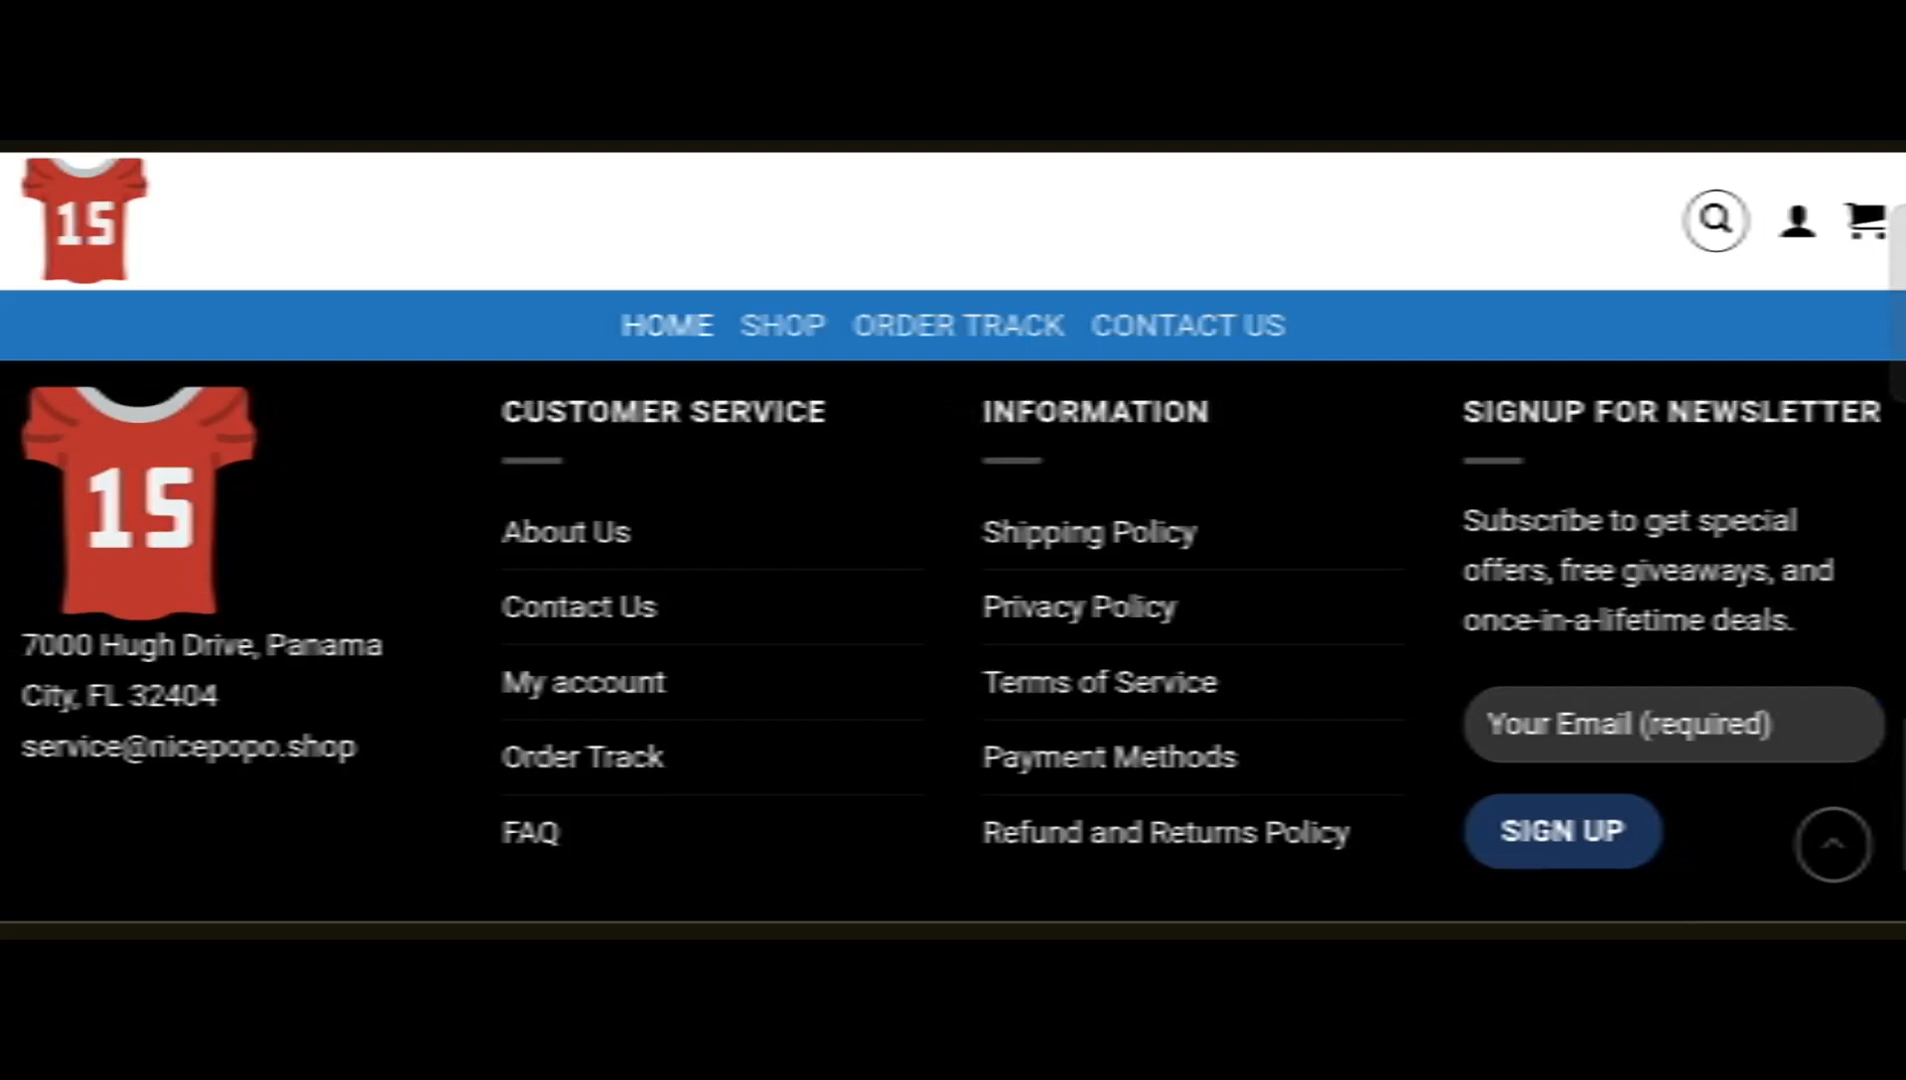 15
HOME SHOP ORDER TRACK CONTACT US
15
7000 Hugh Drive, Panama
City, FL 32404
service@nicepopo.shop
CUSTOMER SERVICE
About Us
Contact Us
My account
Order Track
FAQ
INFORMATION
Shipping Policy
Privacy Policy
Terms of Service
Payment Methods
Refund and Returns Policy
SIGNUP FOR NEWSLETTER
Subscribe to get special
offers, free giveaways, and
once-in-a-lifetime deals.
Your Email (required)
SIGN UP